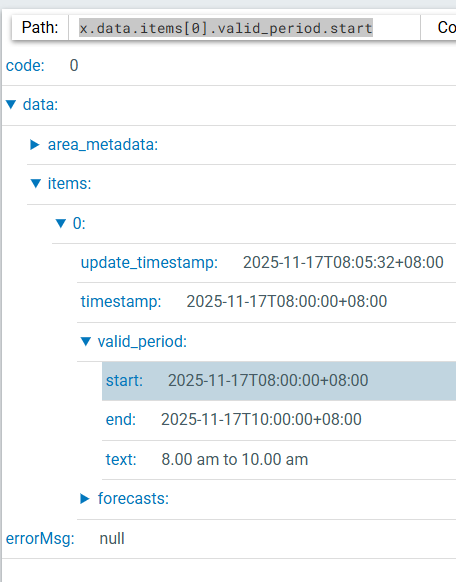 Path: x.data.items[0].valid_period.start Co
code: 0
data:
area_metadata:
items:
0:
update_timestamp: 2025-11-17T08:05:32+08:00
timestamp: 2025-11-17T08:00:00+08:00
valid_period:
start: 2025-11-17T08:00:00+08:00
end: 2025-11-17T10:00:00+08:00
text: 8.00 am to 10.00 am
forecasts:
errorMsg: null